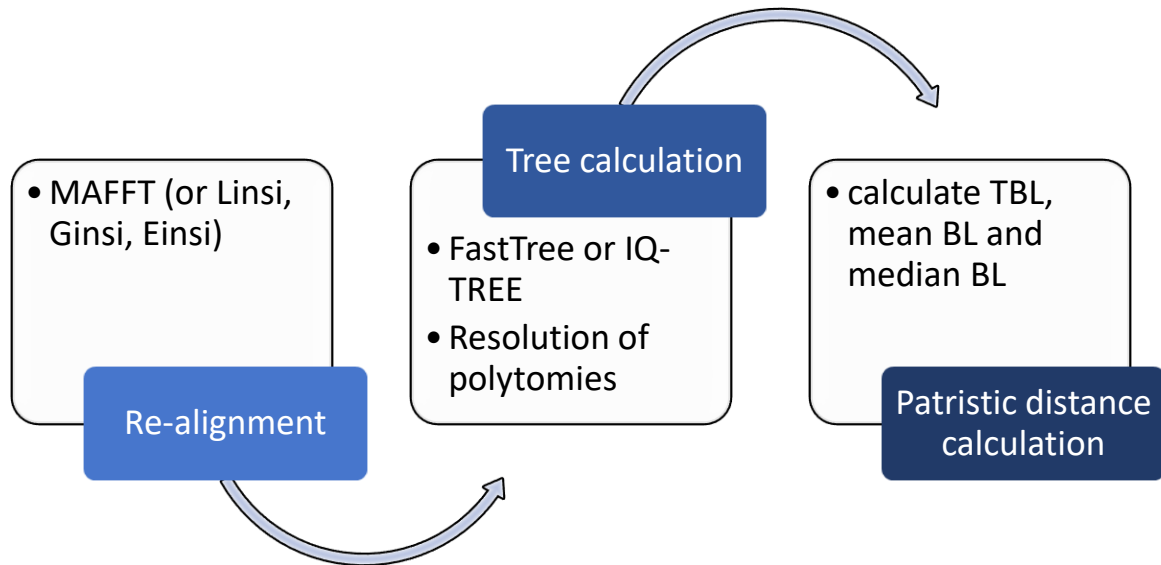 • MAFFT (or Linsi,
Ginsi, Einsi)
Re-alignment
Tree calculation
• FastTree or IQ-
TREE
• Resolution of
polytomies
• calculate TBL,
mean BL and
median BL
Patristic distance
calculation